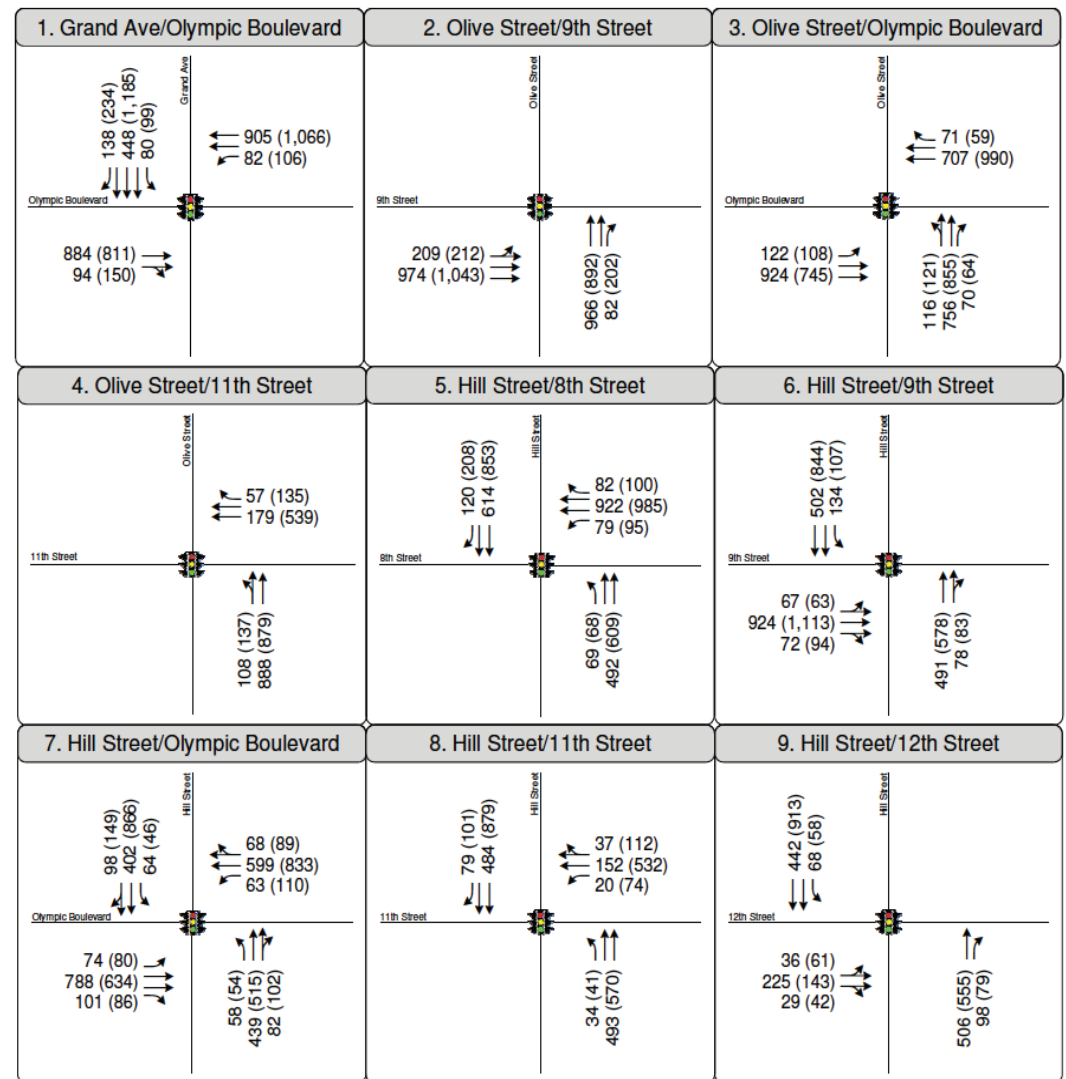 1. Grand Ave/Olympic Boulevard
Grand Ave
138 (234)
448 (1,185)
80 (99)
905 (1,066)
82 (106)
Olympic Boulevard
884 (811)
94 (150)
2. Olive Street/9th Street
Olive Street
9th Street
209 (212)
974 (1,043)
966 (892)
82 (202)
3. Olive Street/Olympic Boulevard
Olive Street
71 (59)
707 (990)
Olympic Boulevard
122 (108)
924 (745)
116 (121)
756 (855)
70 (64)
4. Olive Street/11th Street
Olive Street
57 (135)
179 (539)
11th Street
108 (137)
888 (879)
5. Hill Street/8th Street
Hill Street
120 (208)
614 (853)
82 (100)
922 (985)
79 (95)
8th Street
69 (68)
492 (609)
6. Hill Street/9th Street
Hill Street
502 (844)
134 (107)
9th Street
67 (63)
924 (1,113)
72 (94)
491 (578)
78 (83)
7. Hill Street/Olympic Boulevard
Hill Street
98 (149)
402 (866)
64 (46)
68 (89)
599 (833)
63 (110)
Olympic Boulevard
74 (80)
788 (634)
101 (86)
58 (54)
439 (515)
82 (102)
8. Hill Street/11th Street
Hill Street
79 (101)
484 (879)
37 (112)
152 (532)
20 (74)
11th Street
34 (41)
493 (570)
9. Hill Street/12th Street
Hill Street
442 (913)
68 (58)
12th Street
36 (61)
225 (143)
29 (42)
506 (555)
98 (79)